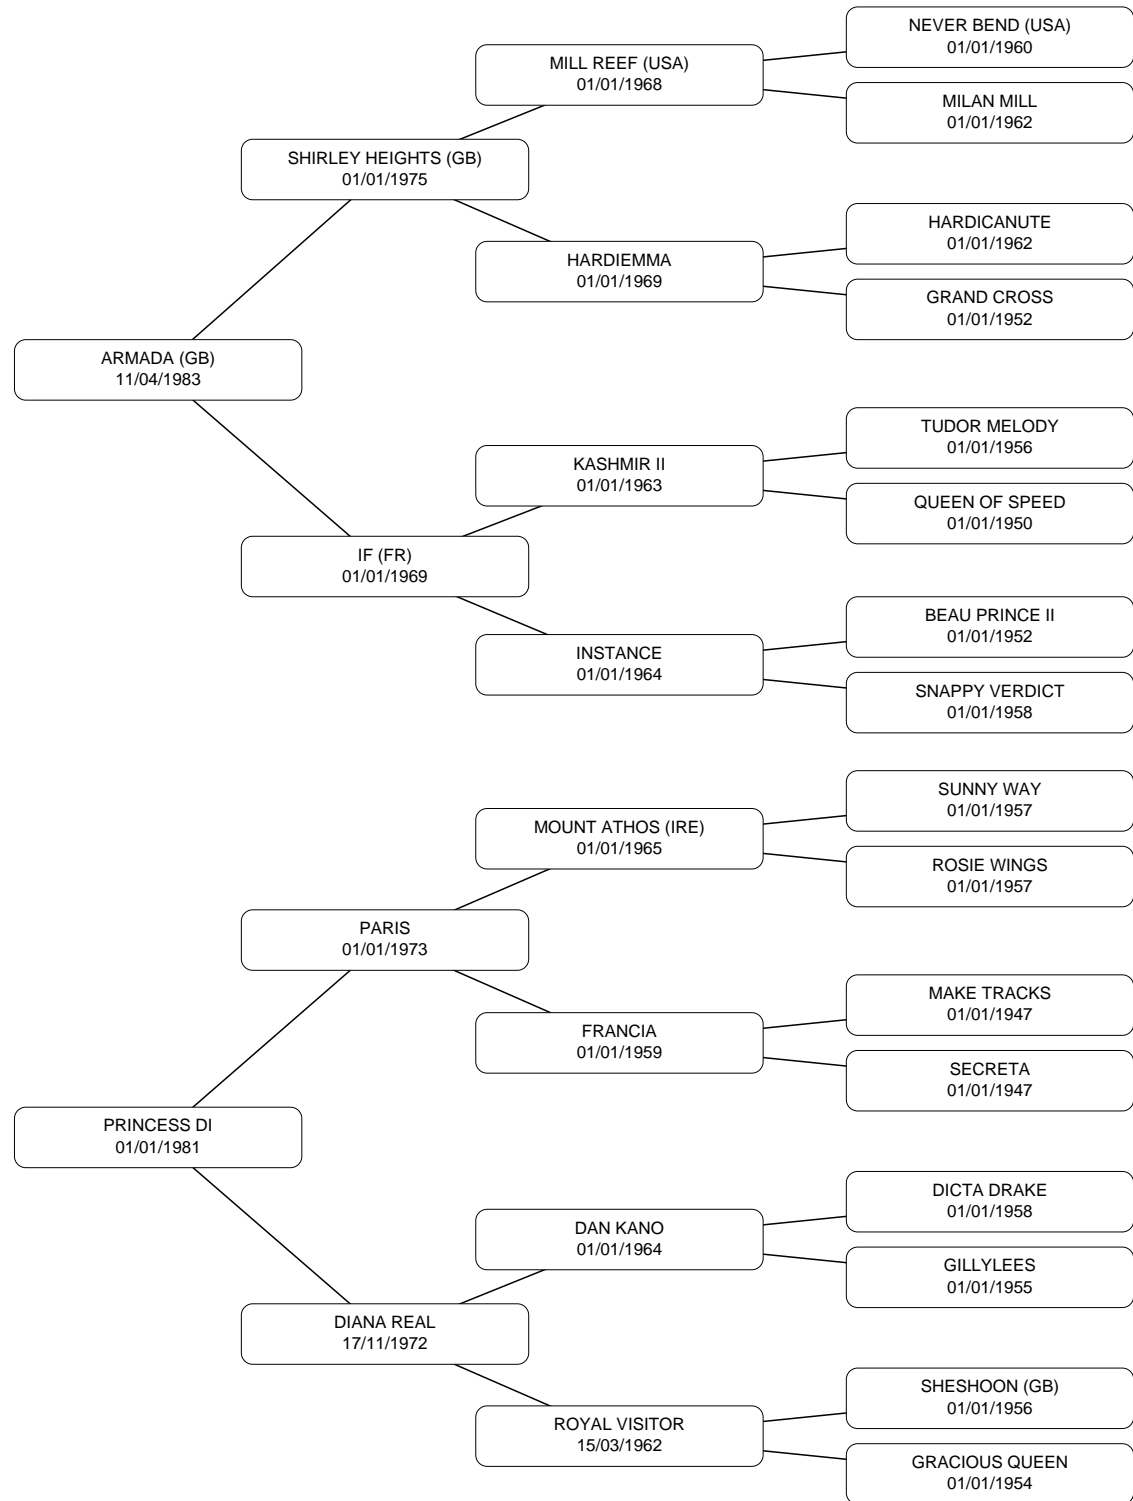 NEVER BEND (USA)
01/01/1960
MILL REEF (USA)
01/01/1968
MILAN MILL
01/01/1962
SHIRLEY HEIGHTS (GB)
01/01/1975
HARDICANUTE
01/01/1962
HARDIEMMA
01/01/1969
GRAND CROSS
01/01/1952
ARMADA (GB)
11/04/1983
TUDOR MELODY
01/01/1956
KASHMIR II
01/01/1963
QUEEN OF SPEED
01/01/1950
IF (FR)
01/01/1969
BEAU PRINCE II
01/01/1952
INSTANCE
01/01/1964
SNAPPY VERDICT
01/01/1958
SUNNY WAY
01/01/1957
MOUNT ATHOS (IRE)
01/01/1965
ROSIE WINGS
01/01/1957
PARIS
01/01/1973
MAKE TRACKS
01/01/1947
FRANCIA
01/01/1959
SECRETA
01/01/1947
PRINCESS DI
01/01/1981
DICTA DRAKE
01/01/1958
DAN KANO
01/01/1964
GILLYLEES
01/01/1955
DIANA REAL
17/11/1972
SHESHOON (GB)
01/01/1956
ROYAL VISITOR
15/03/1962
GRACIOUS QUEEN
01/01/1954